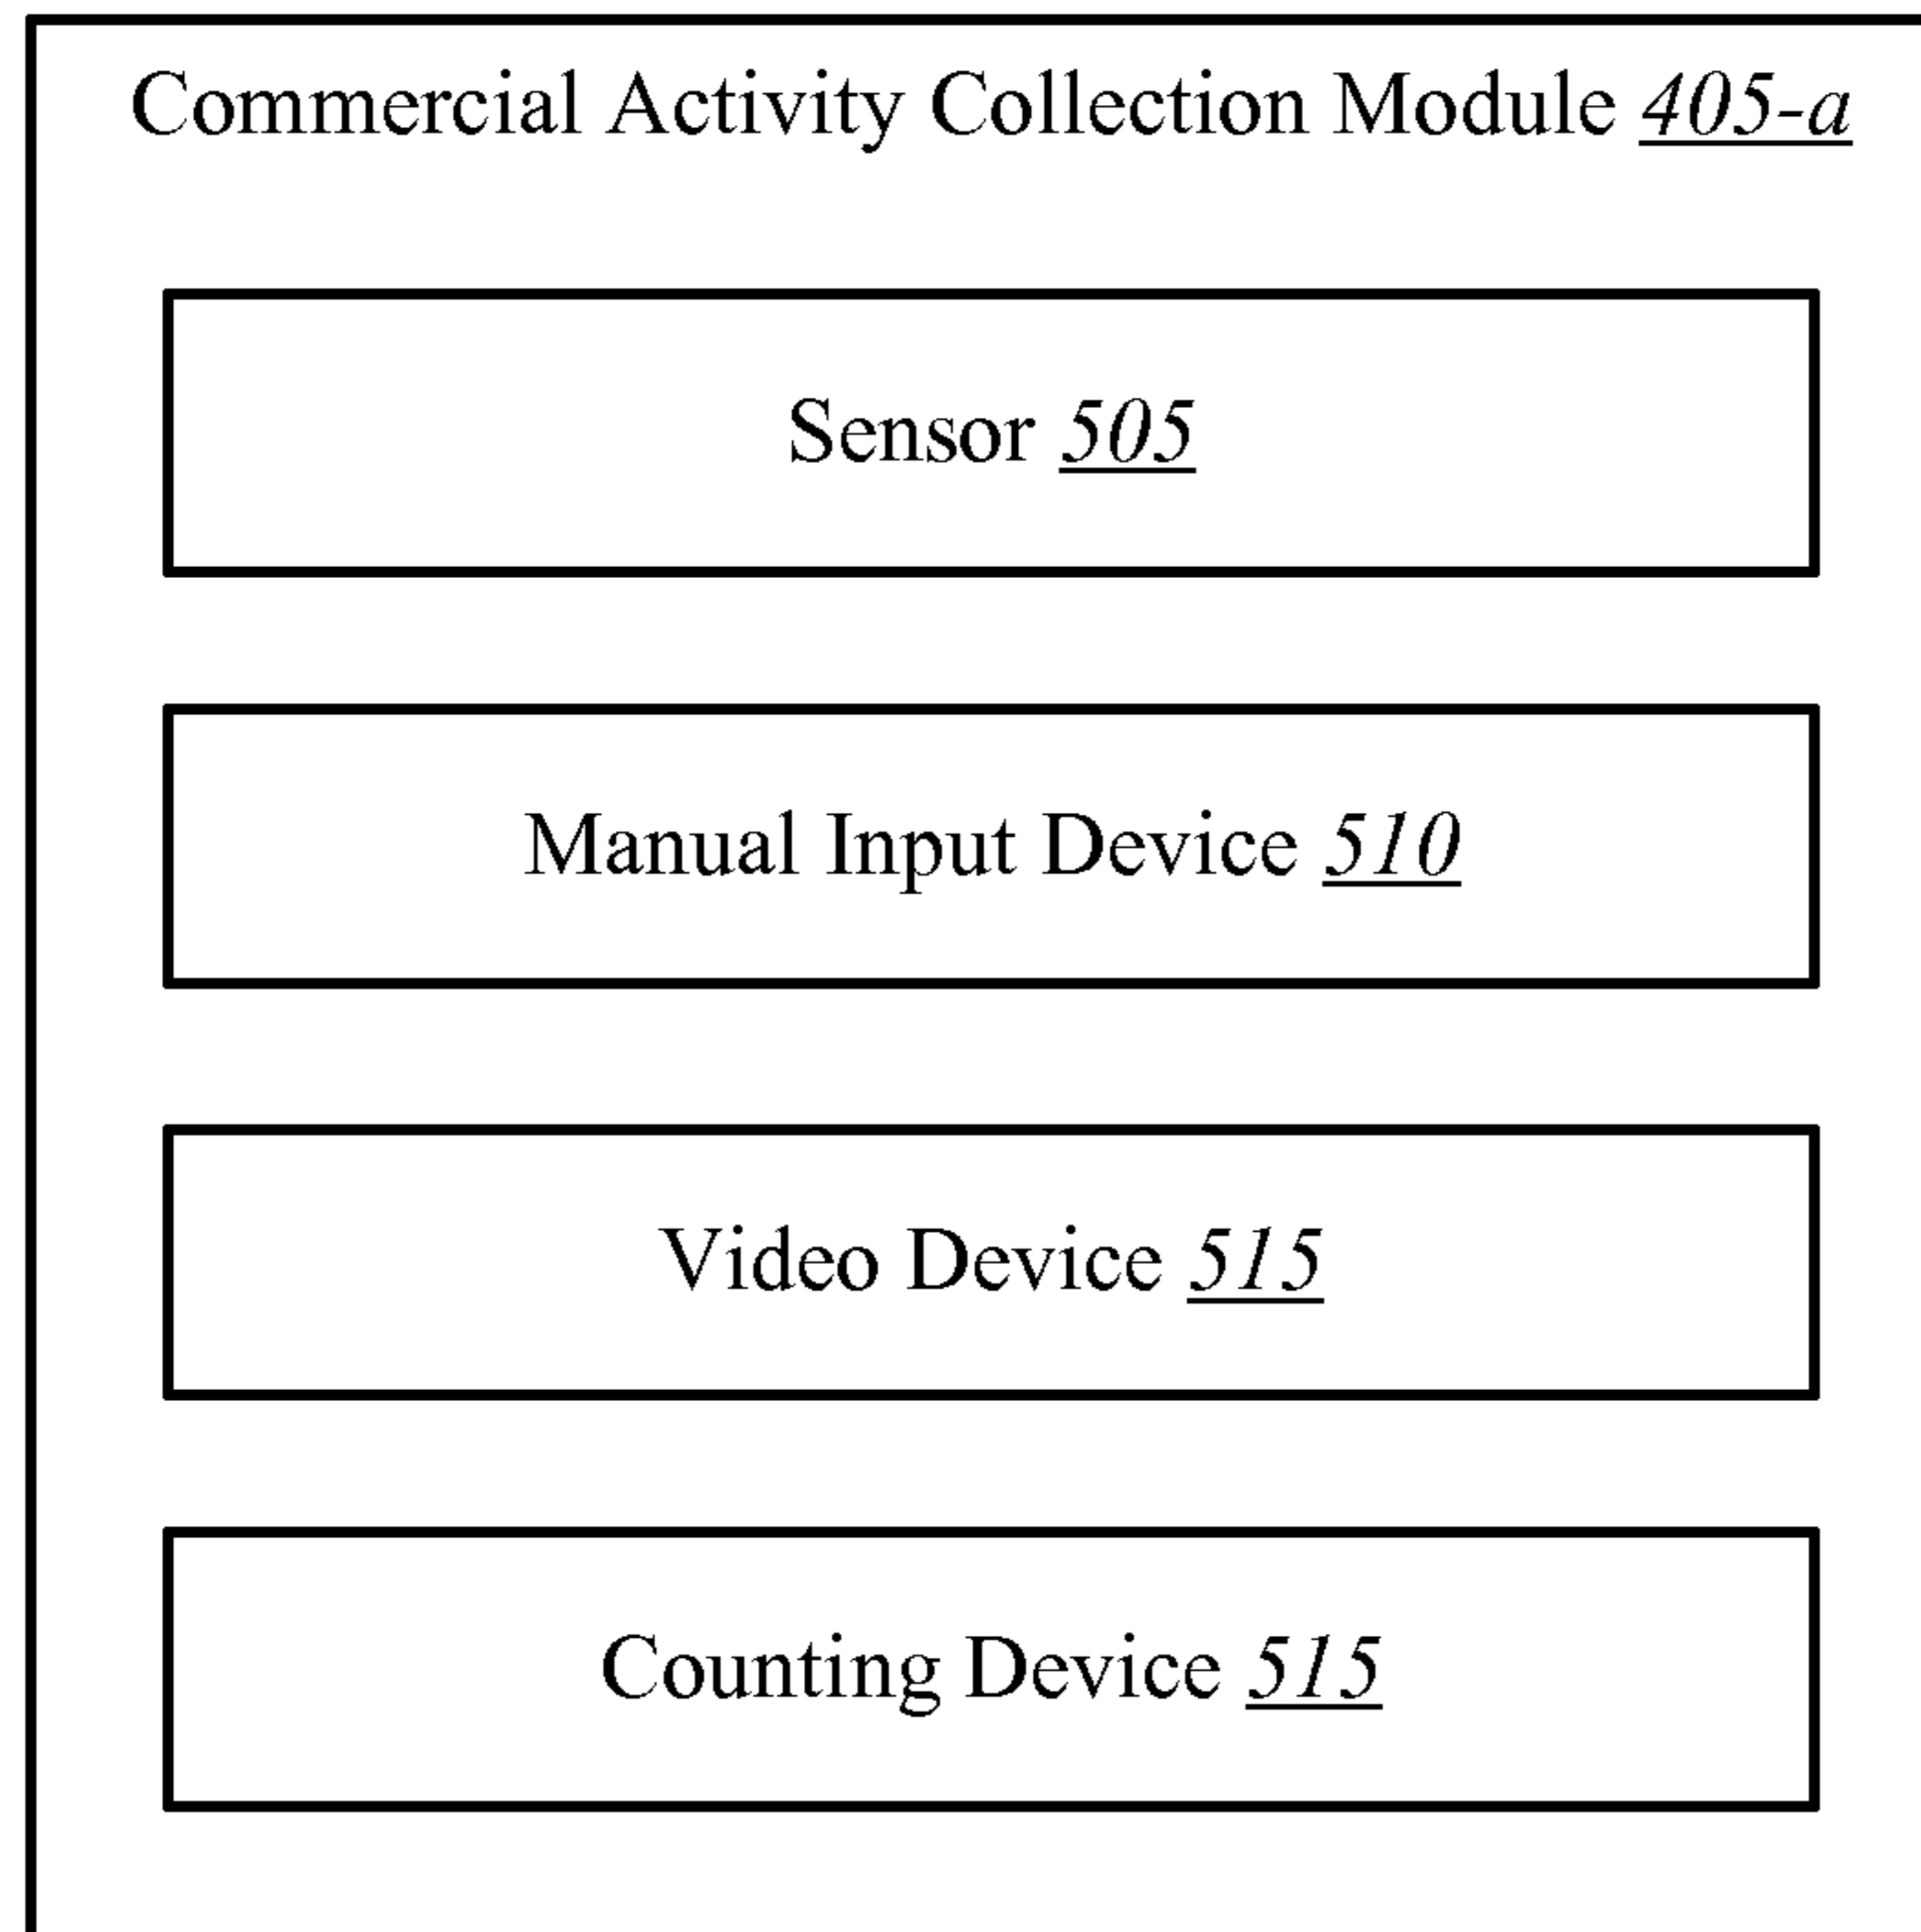 Commercial Activity Collection Module 405-a
Sensor 505
Manual Input Device 510
Video Device 515
Counting Device 515